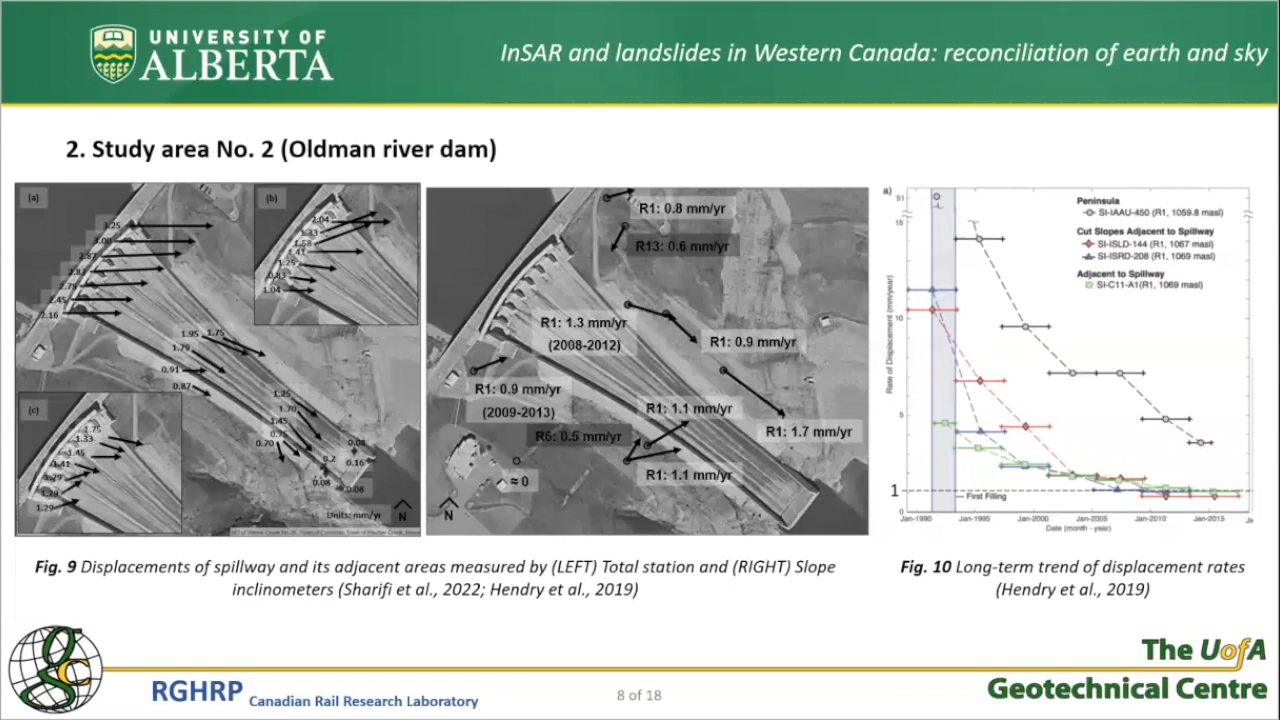 UNIVERSITY OF
ALBERTA
InSAR and landslides in Western Canada: reconciliation of earth and sky
2. Study area No. 2 (Oldman river dam)
(a)
3.25
3.00
2.87
2.83
2.75
2.45
2.16
1.95 1.75
1.79
0.91
0.87
1.25
1.70
1.45
0.75
0.70
0.08
0.2
0.16
0.08
0.08
Units: mm/yr
N
(b)
2.04
1.33
1.58
1.41
1.25
0.83
1.04
(c)
1.75
1.33
1.45
1.41
1.79
1.29
R1: 0.8 mm/yr
R13: 0.6 mm/yr
R1: 1.3 mm/yr
(2008-2012)
R1: 0.9 mm/yr
R1: 0.9 mm/yr
(2009-2013)
R1: 1.1 mm/yr
R6: 0.5 mm/yr
R1: 1.7 mm/yr
R1: 1.1 mm/yr
≈ 0
N
a)
51
15
10
5
1
0
Rate of Displacement (mm/year)
Peninsula
SI-IAAU-450 (R1, 1059.8 masl)
Cut Slopes Adjacent to Spillway
SI-ISLD-144 (R1, 1067 masl)
SI-ISRD-208 (R1, 1069 masl)
Adjacent to Spillway
SI-C11-A1(R1, 1069 masl)
First Filling
Jan-1990 Jan-1995 Jan-2000 Jan-2005 Jan-2010 Jan-2015 Ja
Date (month - year)
Fig. 9 Displacements of spillway and its adjacent areas measured by (LEFT) Total station and (RIGHT) Slope
inclinometers (Sharifi et al., 2022; Hendry et al., 2019)
Fig. 10 Long-term trend of displacement rates
(Hendry et al., 2019)
gc
RGHRP Canadian Rail Research Laboratory
8 of 18
The UofA
Geotechnical Centre